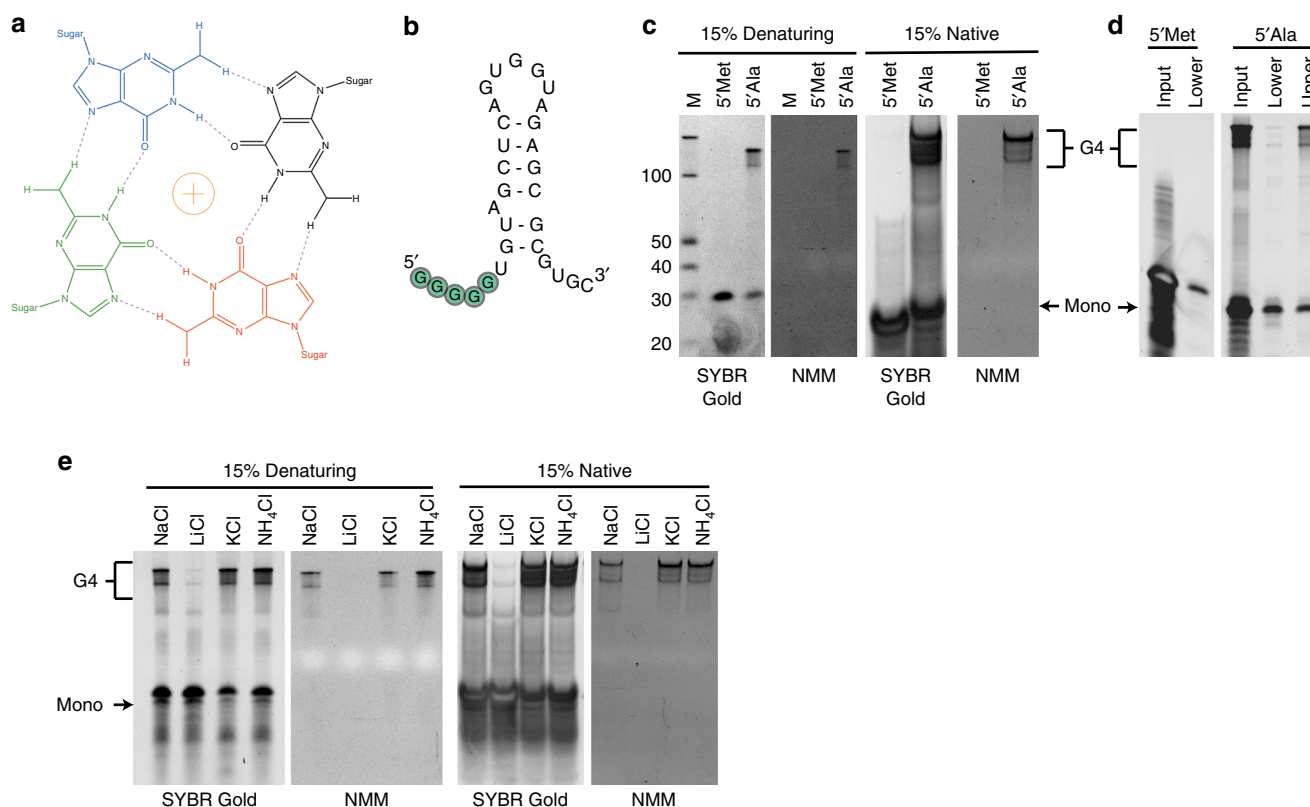 a
Sugar
H
H
N
N
N
N
N
H
O
H
N
N
Sugar
O
N
N
H
N
H
H
H
H
N
H
N
O
N
N
N
Sugar
H
H
O
H
N
N
N
N
N
H
H
Sugar
b
5′
G G G G G U G U A G C U C A G U G G U A G A G C G C G U G C
3′
c
15% Denaturing
15% Native
M
5′Met
5′Ala
M
5′Met
5′Ala
5′Met
5′Ala
5′Met
5′Ala
100
50
40
30
20
G4
Mono
SYBR
Gold
NMM
SYBR
Gold
NMM
d
5′Met
5′Ala
Input
Lower
Input
Lower
Upper
e
15% Denaturing
15% Native
NaCl
LiCl
KCl
NH4Cl
NaCl
LiCl
KCl
NH4Cl
NaCl
LiCl
KCl
NH4Cl
NaCl
LiCl
KCl
NH4Cl
G4
Mono
SYBR Gold
NMM
SYBR Gold
NMM